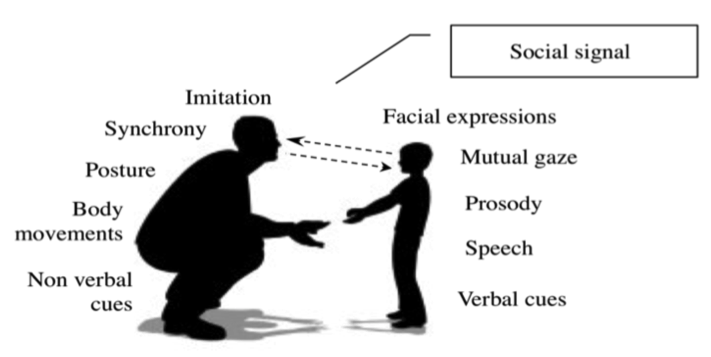 Social signal
Imitation
Synchrony
Posture
Body
movements
Non verbal
cues
Facial expressions
Mutual gaze
Prosody
Speech
Verbal cues